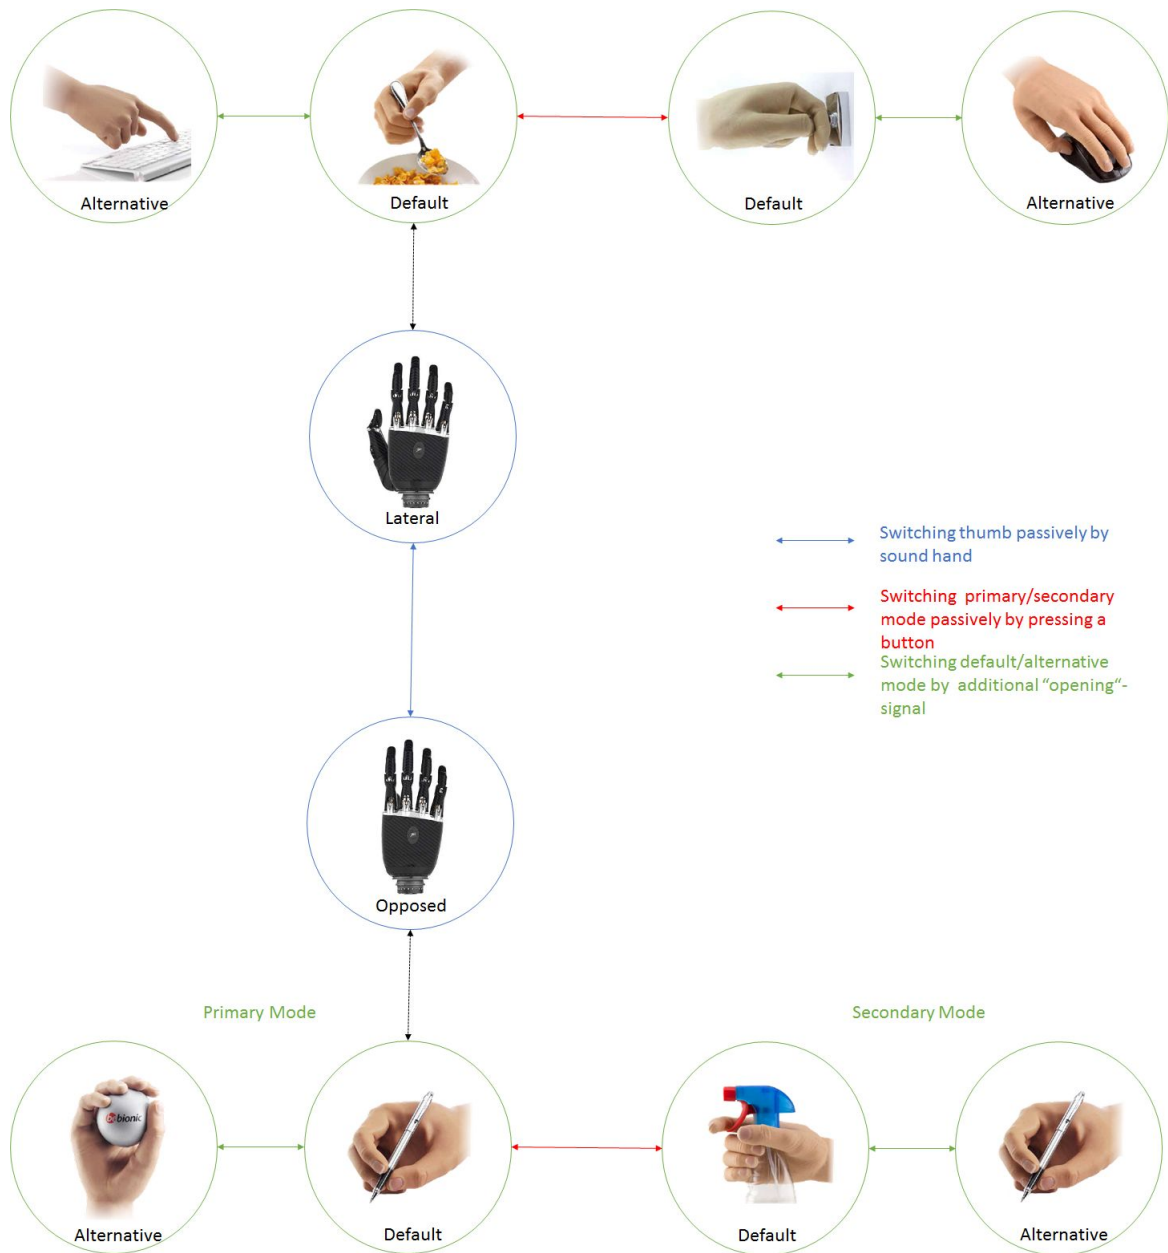 Alternative
Default
Default
Alternative
Lateral
Switching thumb passively by
sound hand
Switching primary/secondary
mode passively by pressing a
button
Switching default/alternative
mode by additional “opening“-
signal
Opposed
Primary Mode
Secondary Mode
bebionic
Alternative
Default
Default
Alternative